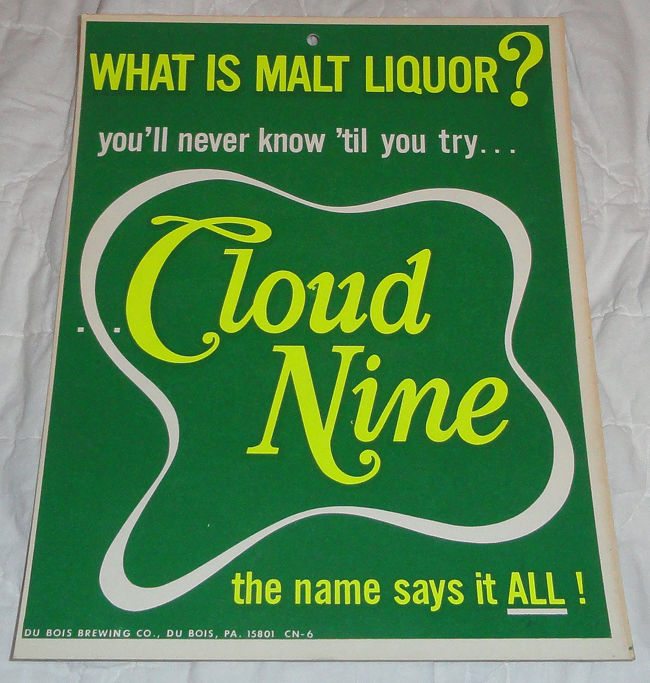 WHAT IS MALT LIQUOR?
you'll never know 'til you try...
...Cloud
Nine
the name says it ALL!
DU BOIS BREWING CO., DU BOIS, PA. 15801 CN-6